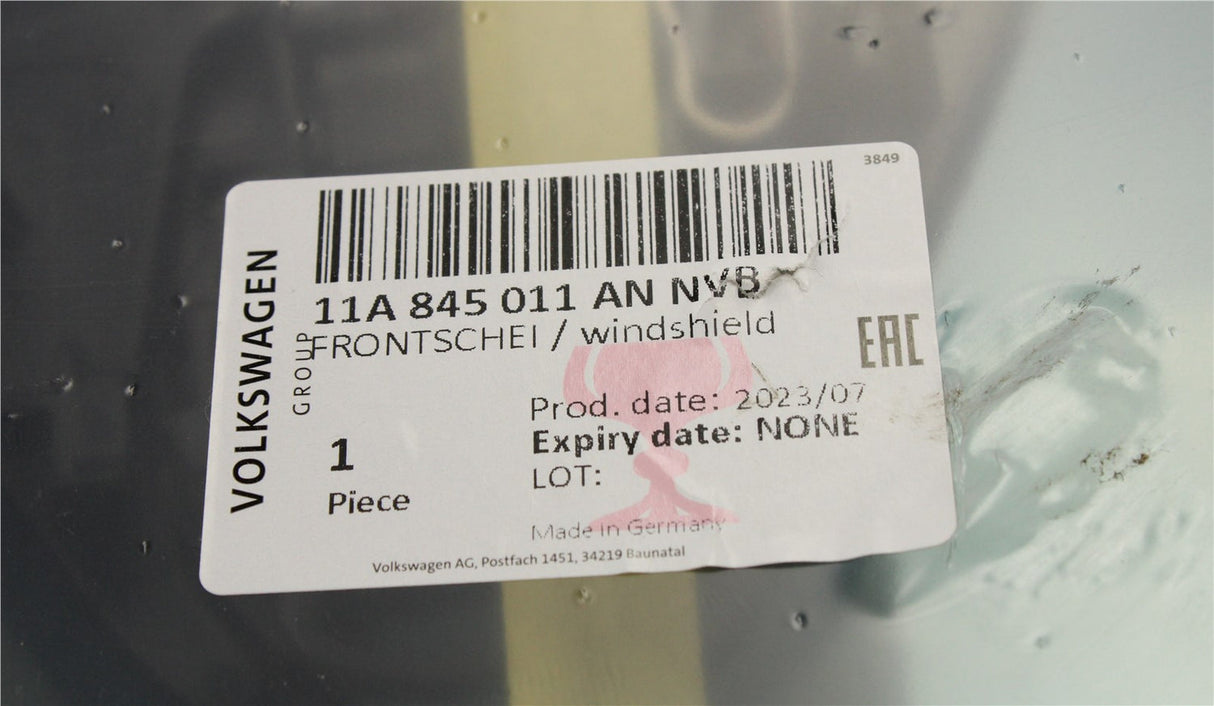 3849
11A 845 011 AN NVB
FRONTSCHEI / windshield
VOLKSWAGEN
GROUP
EAC
Prod. date: 2023/07
Expiry date: NONE
LOT:
1
Piece
Made in Germany
Volkswagen AG, Postfach 1451, 34219 Baunatal